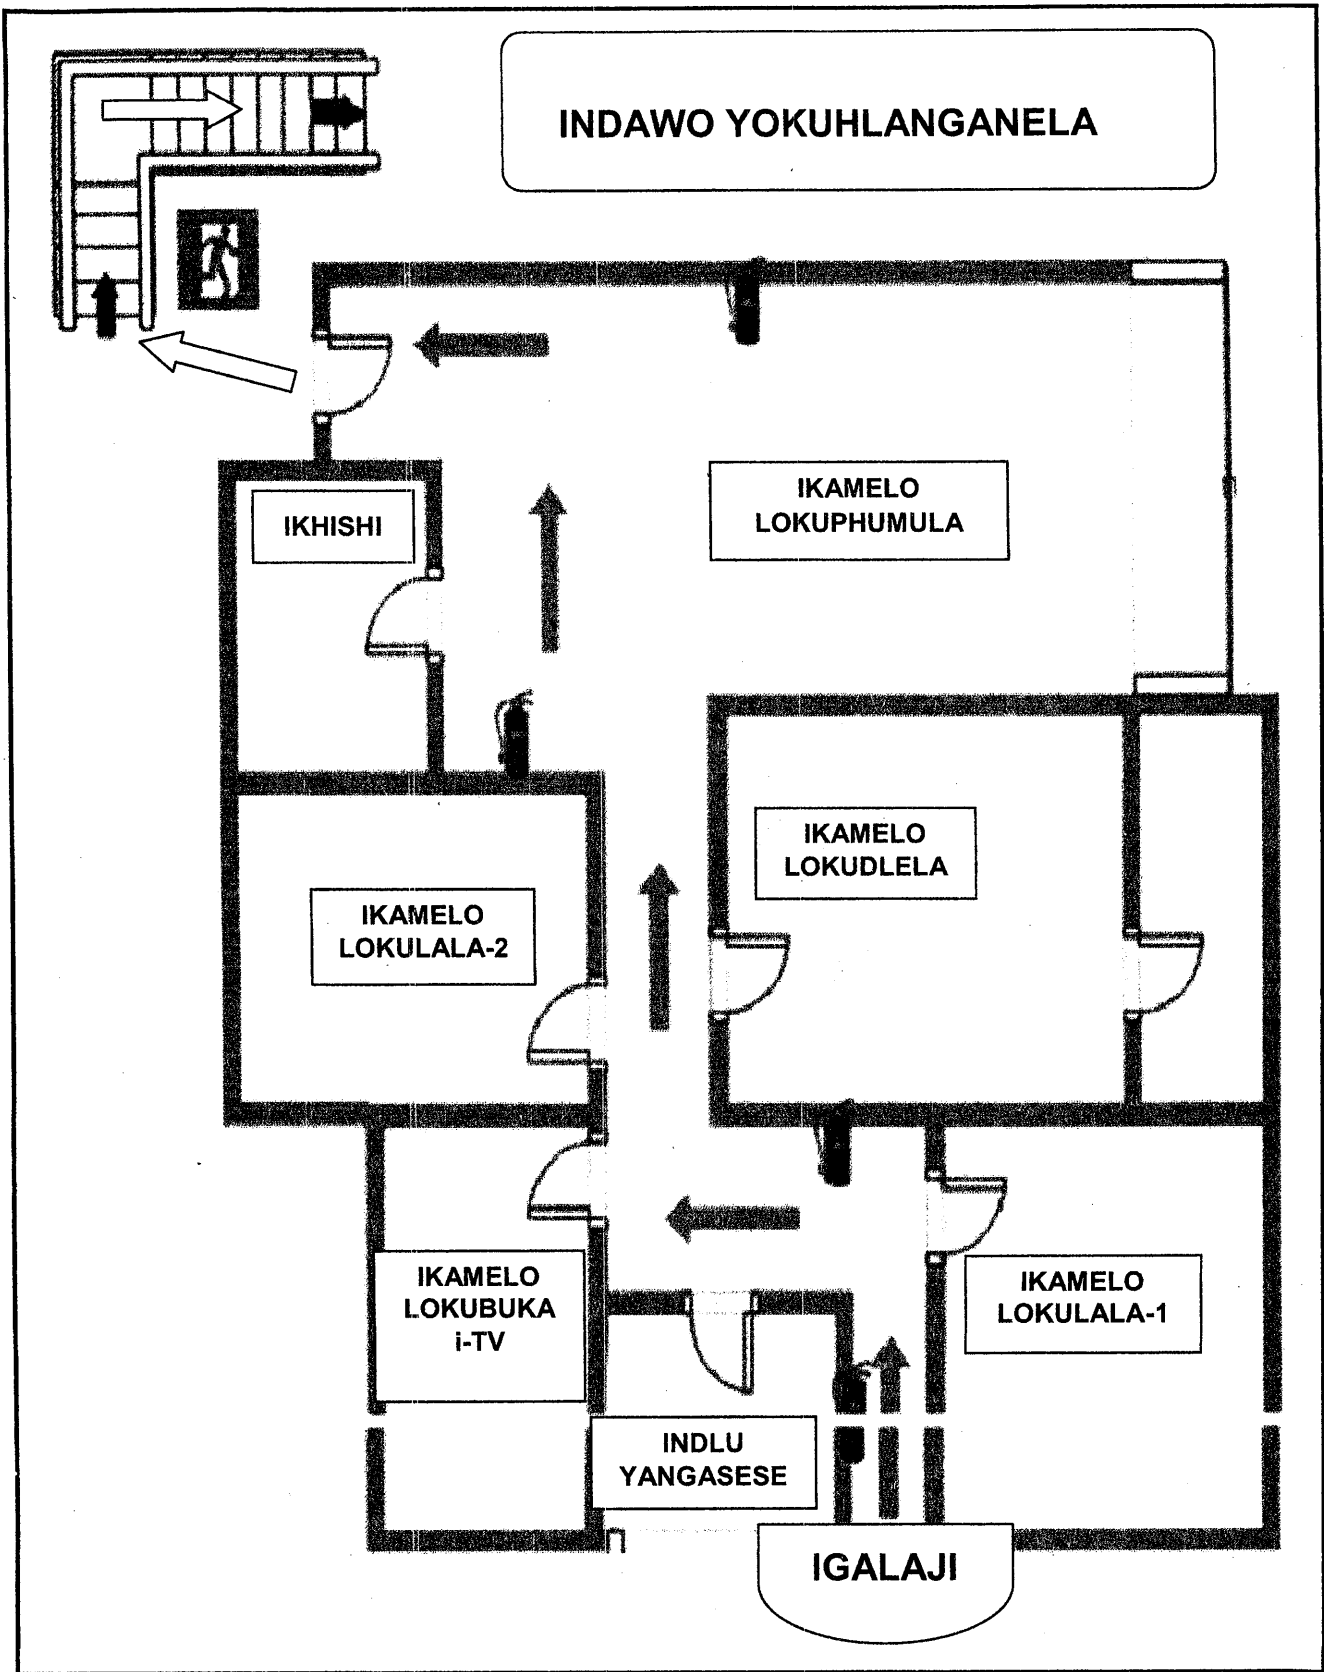 INDAWO YOKUHLANGANELA
IKHISHI
IKAMELO
LOKUPHUMULA
IKAMELO
LOKUDLELA
IKAMELO
LOKULALA-2
IKAMELO
LOKUBUKA
i-TV
IKAMELO
LOKULALA-1
INDLU
YANGASESE
IGALAJI